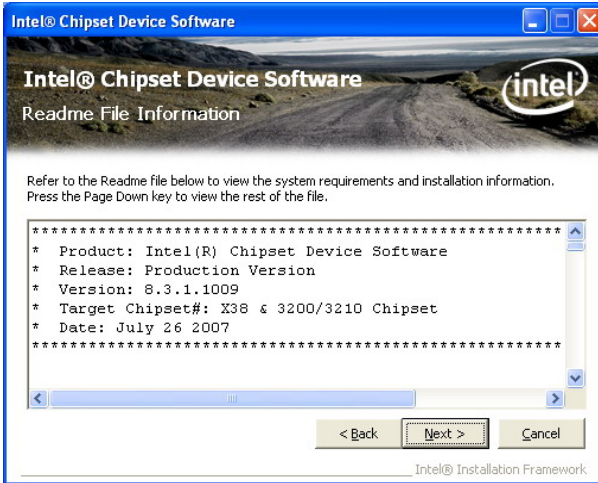 Intel® Chipset Device Software
Intel® Chipset Device Software
Readme File Information
intel
Refer to the Readme file below to view the system requirements and installation information.
Press the Page Down key to view the rest of the file.
**********************************************************
*  Product: Intel(R) Chipset Device Software
*  Release: Production Version
*  Version: 8.3.1.1009
*  Target Chipset#: X38 & 3200/3210 Chipset
*  Date: July 26 2007
**********************************************************
< Back
Next >
Cancel
Intel® Installation Framework